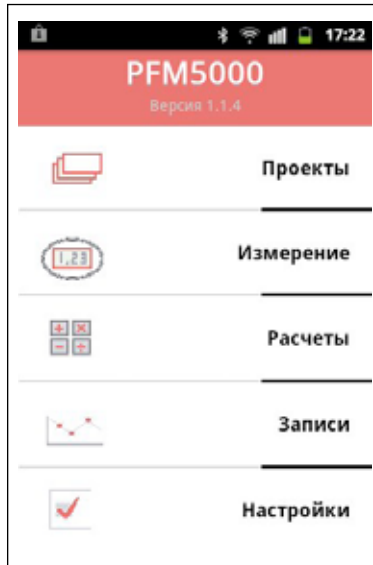 17:22
PFM5000
Версия 1.1.4
Проекты
1.23
Измерение
Расчеты
Записи
Настройки